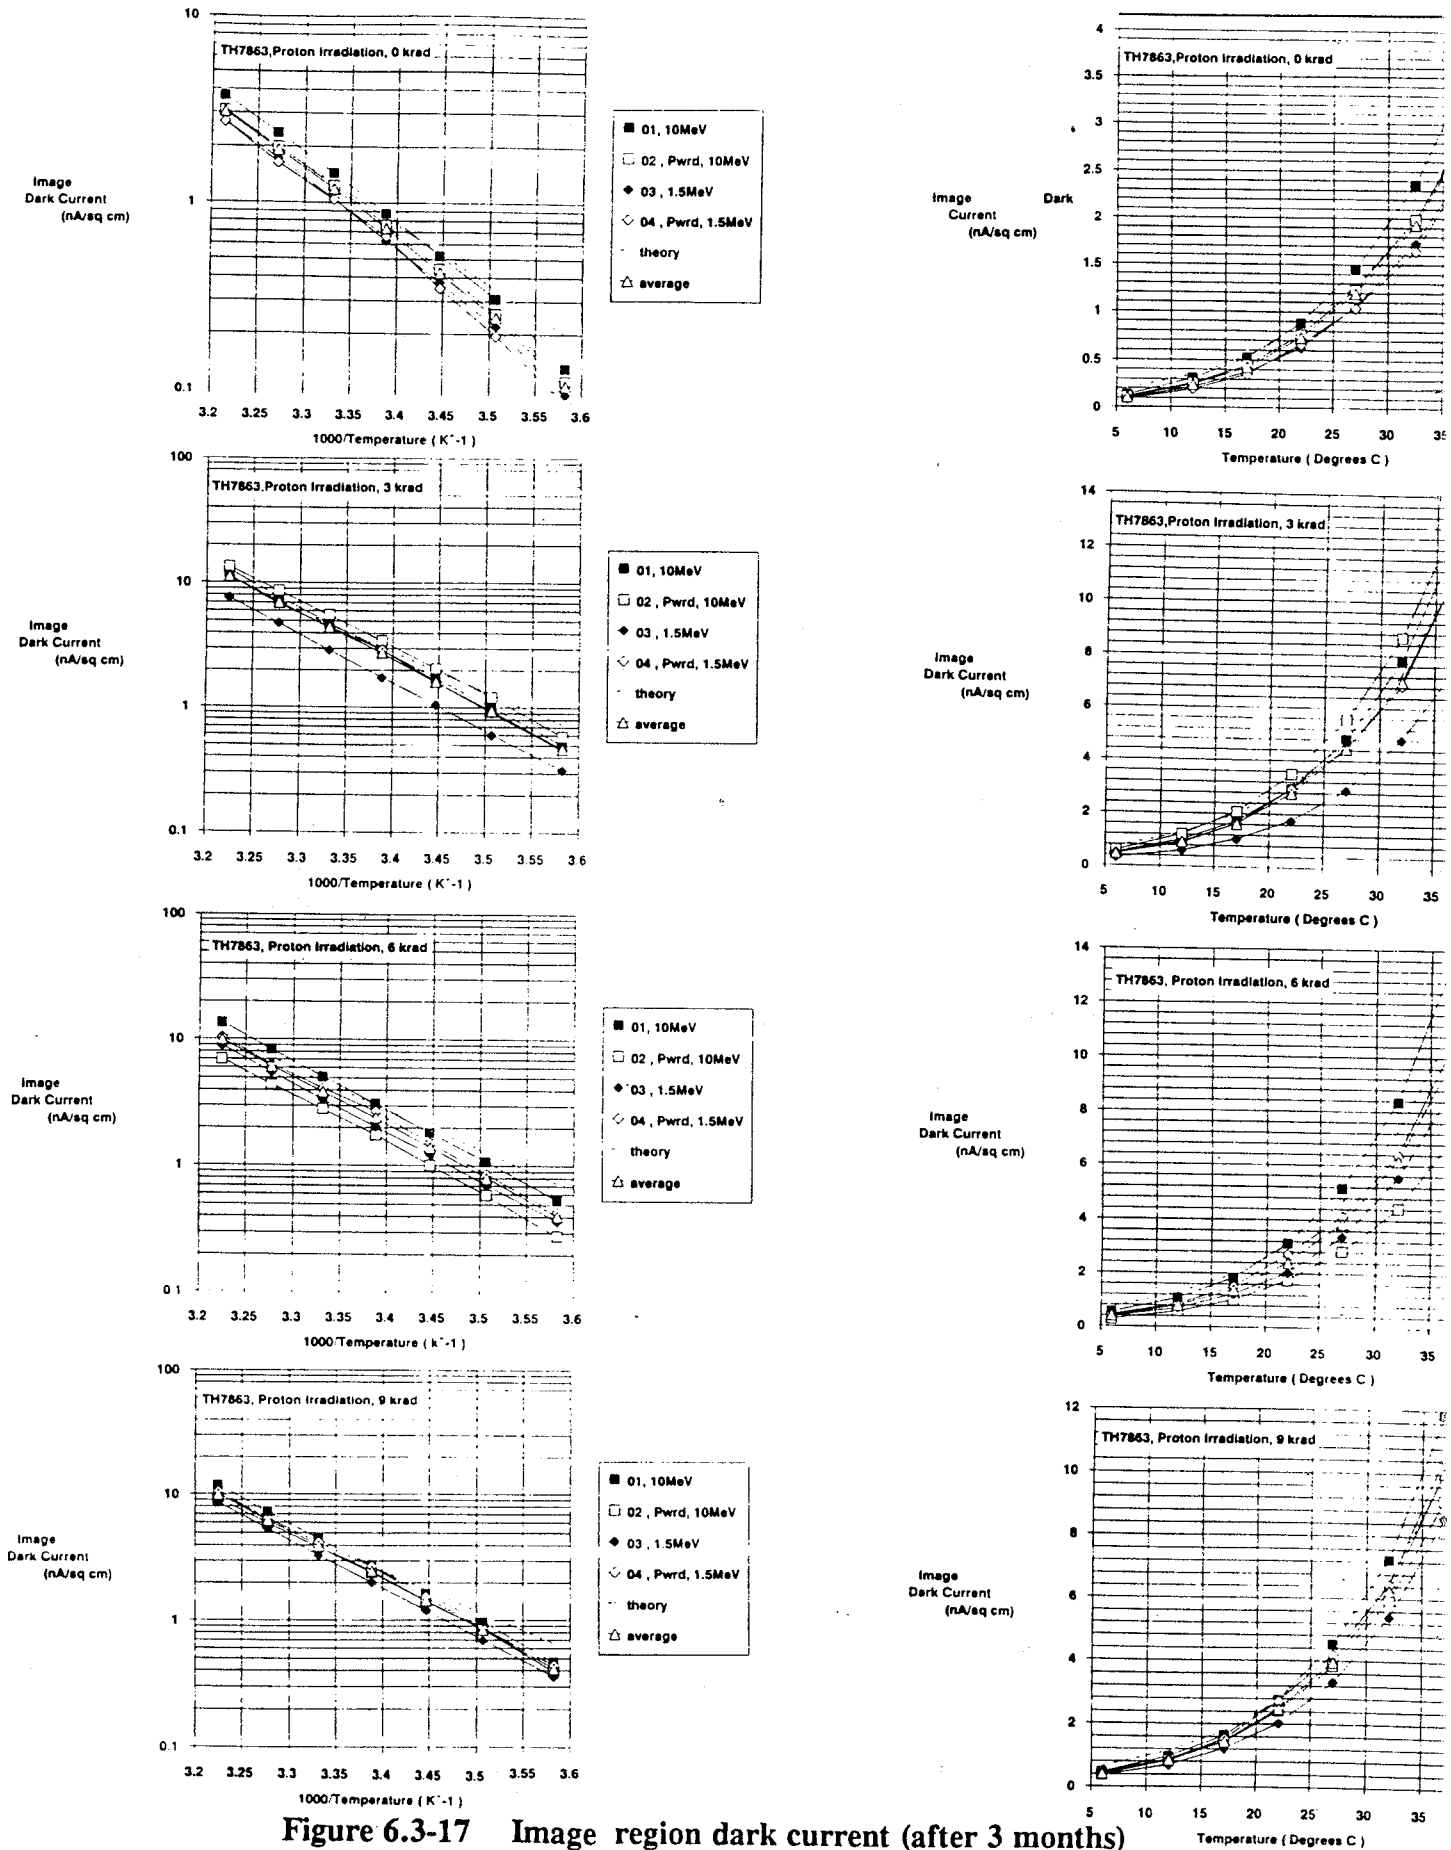 10
1
0.1
TH7863,Proton Irradiation, 0 krad
Image
Dark Current
(nA/sq cm)
3.2 3.25 3.3 3.35 3.4 3.45 3.5 3.55 3.6
1000/Temperature ( K^-1 )
01, 10MeV
02 , Pwrd, 10MeV
03 , 1.5MeV
04 , Pwrd, 1.5MeV
theory
average
4
3.5
3
2.5
2
1.5
1
0.5
0
TH7863,Proton Irradiation, 0 krad
Image Dark
Current
(nA/sq cm)
5 10 15 20 25 30 35
Temperature ( Degrees C )
100
10
1
0.1
TH7863,Proton Irradiation, 3 krad
Image
Dark Current
(nA/sq cm)
3.2 3.25 3.3 3.35 3.4 3.45 3.5 3.55 3.6
1000/Temperature ( K^-1 )
01, 10MeV
02 , Pwrd, 10MeV
03 , 1.5MeV
04 , Pwrd, 1.5MeV
theory
average
14
12
10
8
6
4
2
0
TH7863,Proton Irradiation, 3 krad
Image
Dark Current
(nA/sq cm)
5 10 15 20 25 30 35
Temperature ( Degrees C )
100
10
1
0.1
TH7863, Proton Irradiation, 6 krad
Image
Dark Current
(nA/sq cm)
3.2 3.25 3.3 3.35 3.4 3.45 3.5 3.55 3.6
1000/Temperature ( k^-1 )
01, 10MeV
02 , Pwrd, 10MeV
03 , 1.5MeV
04 , Pwrd, 1.5MeV
theory
average
14
12
10
8
6
4
2
0
TH7863, Proton Irradiation, 6 krad
Image
Dark Current
(nA/sq cm)
5 10 15 20 25 30 35
Temperature ( Degrees C )
100
10
1
0.1
TH7863, Proton Irradiation, 9 krad
Image
Dark Current
(nA/sq cm)
3.2 3.25 3.3 3.35 3.4 3.45 3.5 3.55 3.6
1000/Temperature ( K^-1 )
01, 10MeV
02 , Pwrd, 10MeV
03 , 1.5MeV
04 , Pwrd, 1.5MeV
theory
average
12
10
8
6
4
2
0
TH7863, Proton Irradiation, 9 krad
Image
Dark Current
(nA/sq cm)
5 10 15 20 25 30 35
Temperature ( Degrees C )
Figure 6.3-17 Image region dark current (after 3 months)